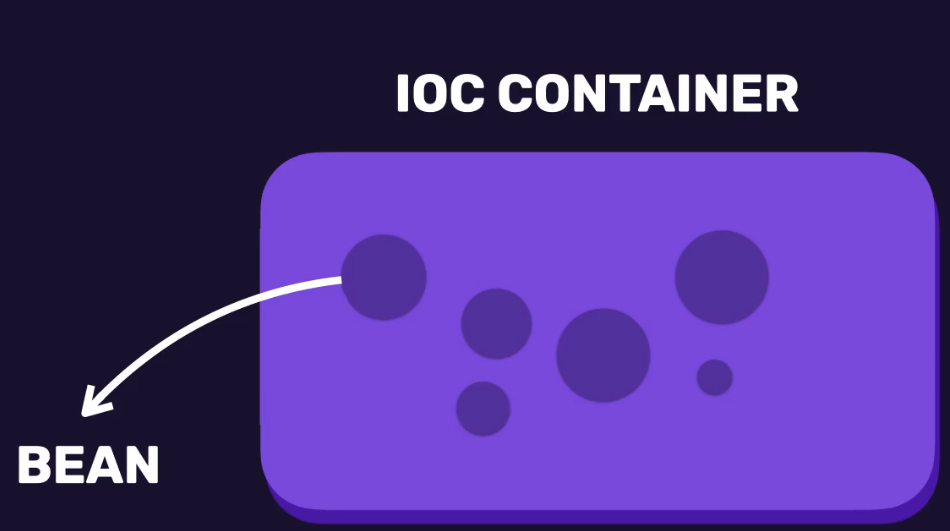 IOC CONTAINER
BEAN